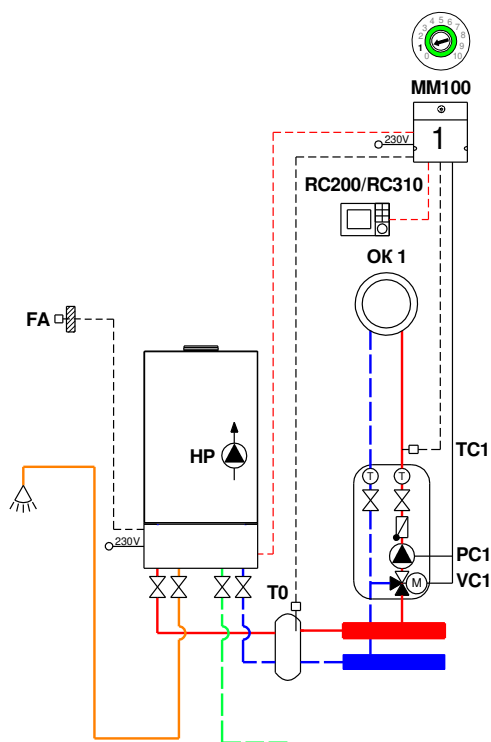 0 1 2 3 4 5 6 7 8 9 10
MM100
230V
1
RC200/RC310
OK 1
FA
HP
TC1
T T
230V
PC1
M
VC1
T0